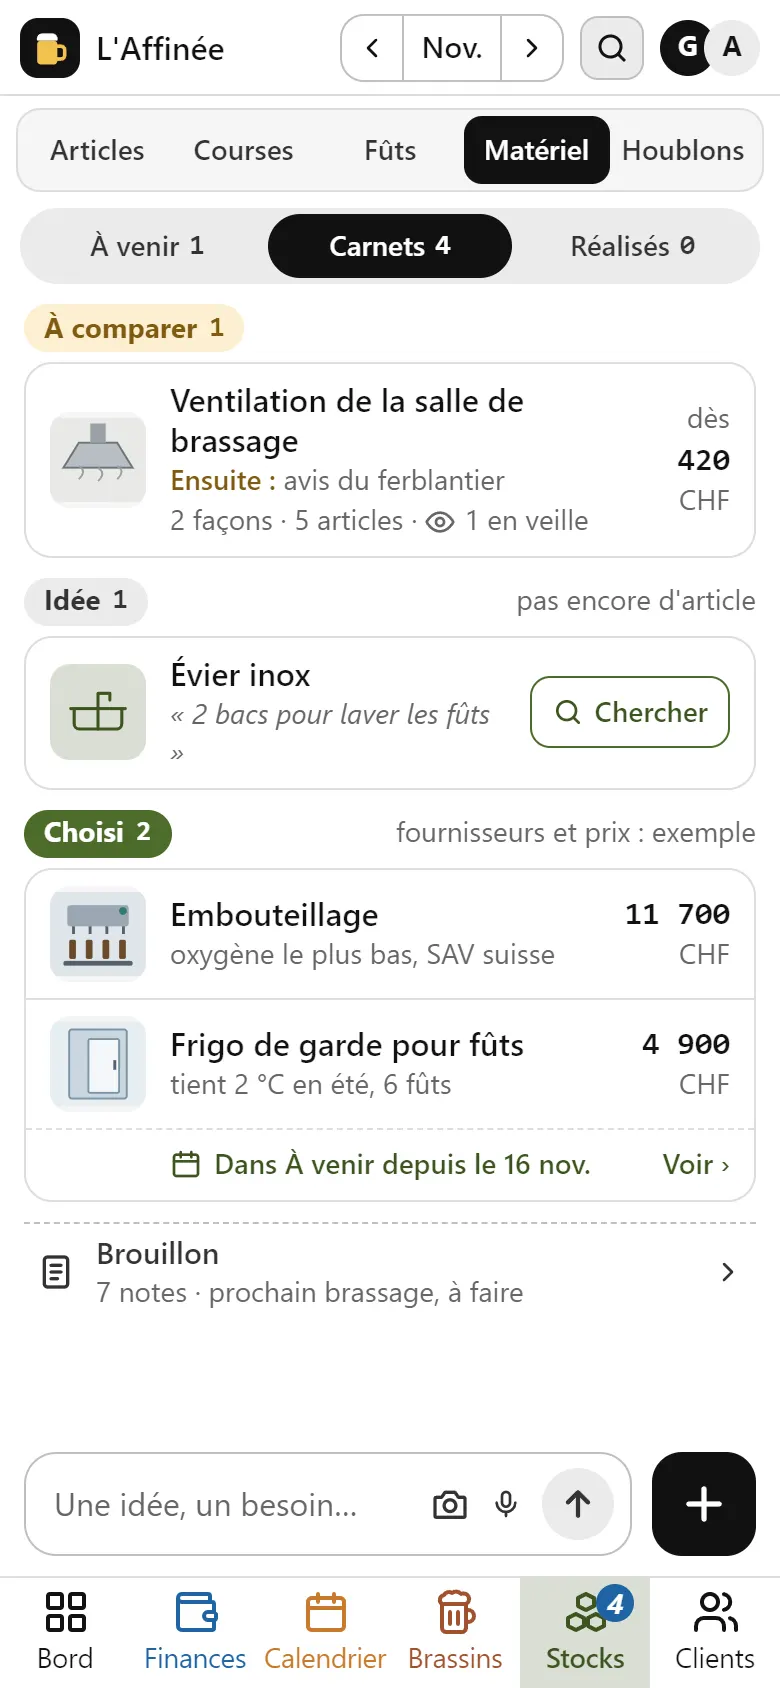 L'Affinée
Nov.
G A
Articles Courses Fûts Matériel Houblons
À venir 1 Carnets 4 Réalisés 0
À comparer 1
Ventilation de la salle de
brassage
Ensuite : avis du ferblantier
2 façons · 5 articles · 1 en veille
dès
420
CHF
Idée 1 pas encore d'article
Évier inox
« 2 bacs pour laver les fûts
»
Chercher
Choisi 2 fournisseurs et prix : exemple
Embouteillage 11 700
oxygène le plus bas, SAV suisse CHF
Frigo de garde pour fûts 4 900
tient 2 °C en été, 6 fûts CHF
Dans À venir depuis le 16 nov. Voir ›
Brouillon
7 notes · prochain brassage, à faire
Une idée, un besoin...
4
Bord Finances Calendrier Brassins Stocks Clients